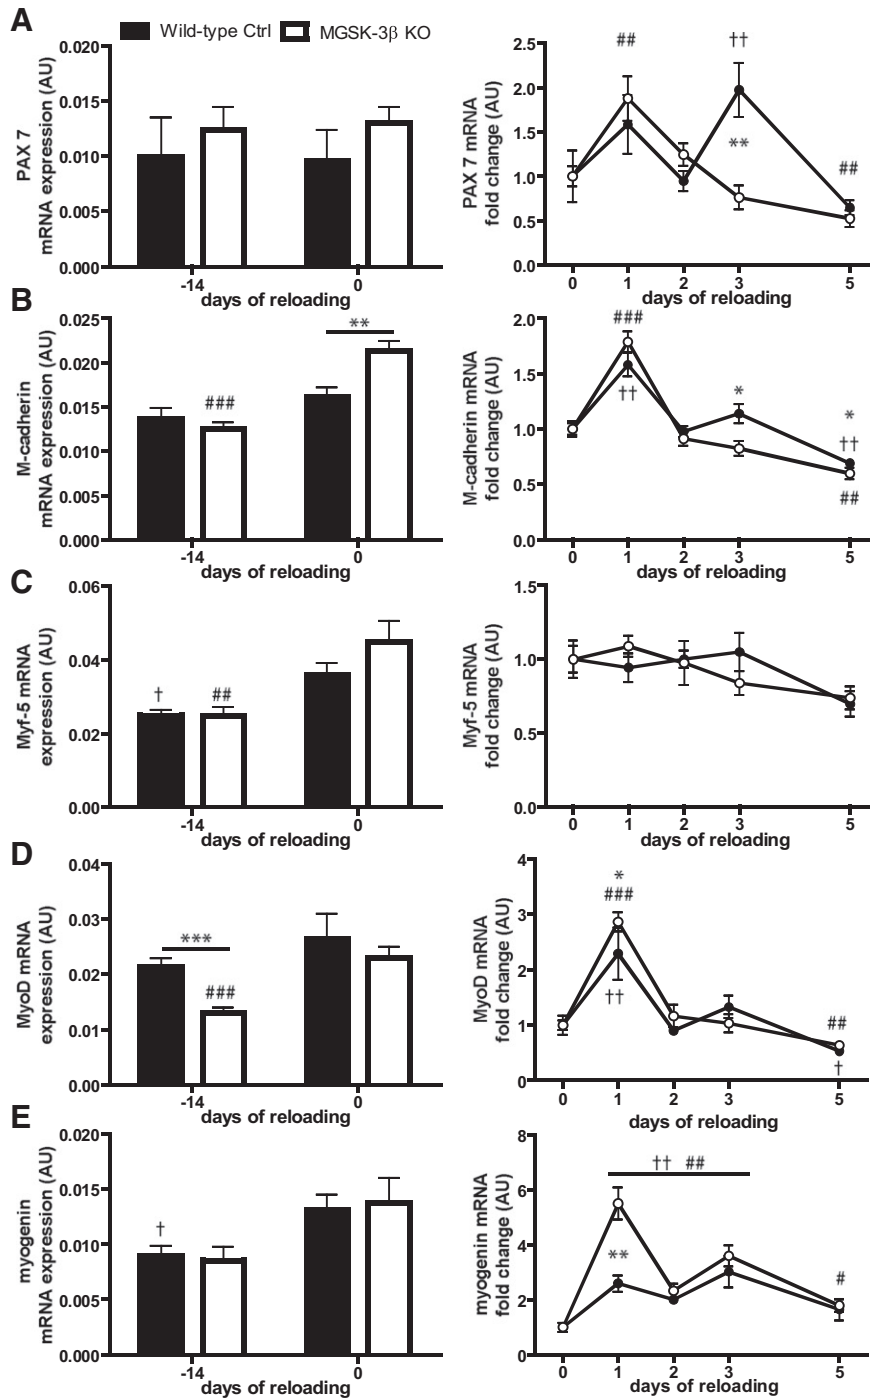 A
Wild-type Ctrl
MGSK-3β KO
PAX 7
mRNA expression (AU)
0.020
0.015
0.010
0.005
0.000
-14
0
days of reloading
PAX 7 mRNA
fold change (AU)
2.5
2.0
1.5
1.0
0.5
0.0
##
††
**
##
0
1
2
3
5
days of reloading
B
M-cadherin
mRNA expression (AU)
0.025
0.020
0.015
0.010
0.005
0.000
###
**
-14
0
days of reloading
M-cadherin mRNA
fold change (AU)
2.0
1.5
1.0
0.5
0.0
###
††
*
*
††
##
0
1
2
3
5
days of reloading
C
Myf-5 mRNA
expression (AU)
0.06
0.04
0.02
0.00
†
##
-14
0
days of reloading
Myf-5 mRNA
fold change (AU)
1.5
1.0
0.5
0.0
0
1
2
3
5
days of reloading
D
MyoD mRNA
expression (AU)
0.04
0.03
0.02
0.01
0.00
***
###
-14
0
days of reloading
MyoD mRNA
fold change (AU)
4
3
2
1
0
*
###
††
##
†
0
1
2
3
5
days of reloading
E
myogenin
mRNA expression (AU)
0.020
0.015
0.010
0.005
0.000
†
-14
0
days of reloading
myogenin mRNA
fold change (AU)
8
6
4
2
0
†† ##
**
#
0
1
2
3
5
days of reloading